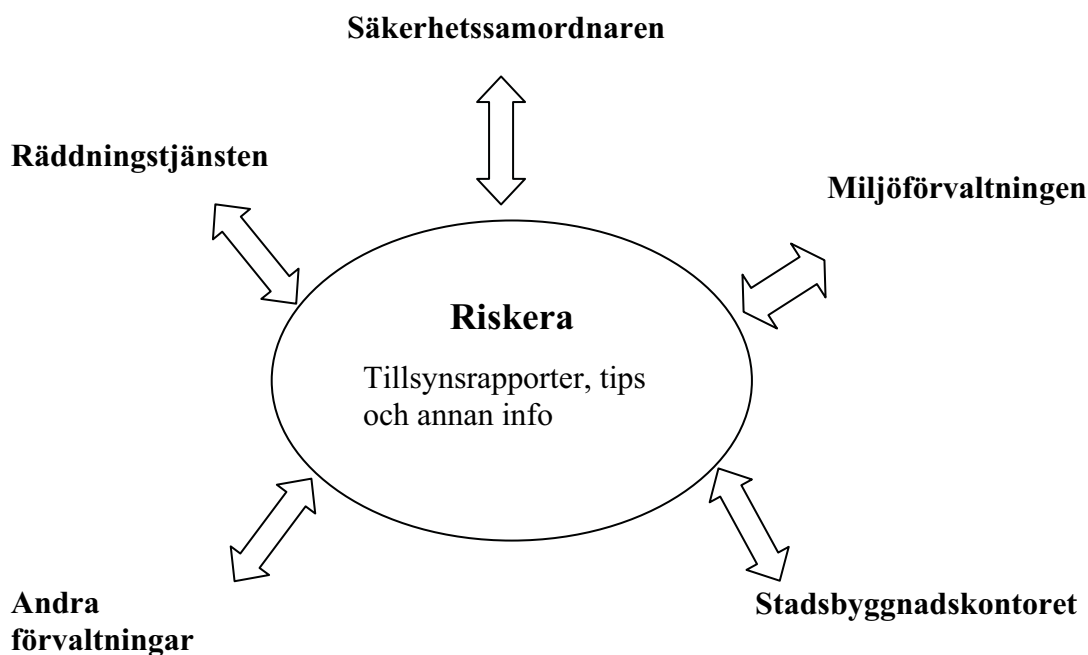 Säkerhetssamordnaren
Räddningstjänsten
Miljöförvaltningen
Riskera
Tillsynsrapporter, tips
och annan info
Andra
förvaltningar
Stadsbyggnadskontoret